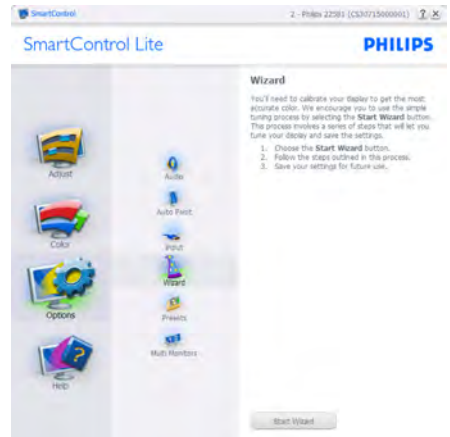 SmartControl
2 - Philips 225B1 (CS30715000001) ? X
SmartControl Lite
PHILIPS
Adjust
Color
Options
Help
Audio
Auto Pivot
Input
Wizard
Presets
Multi Monitors
Wizard
You'll need to calibrate your display to get the most
accurate color. We encourage you to use the simple
tuning process by selecting the Start Wizard button.
This process involves a series of steps that will let you
tune your display and save the settings.
1. Choose the Start Wizard button.
2. Follow the steps outlined in this process.
3. Save your settings for future use.
Start Wizard